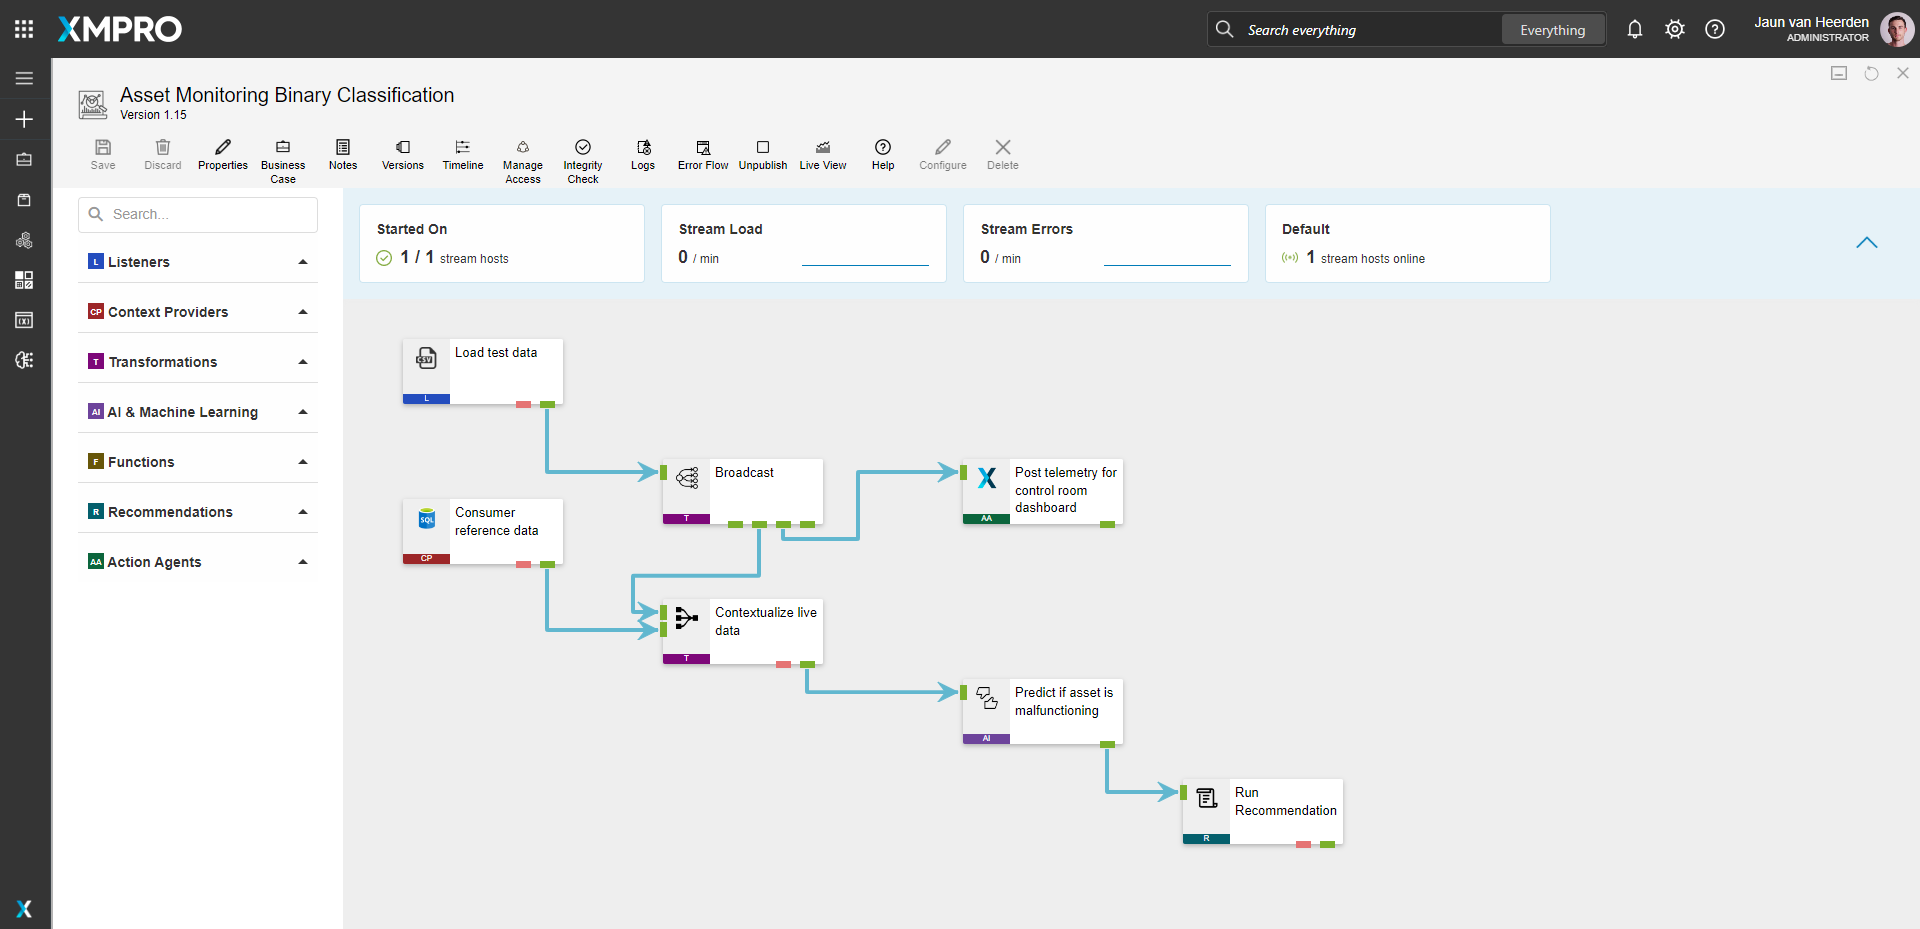 XMPRO
Search everything
Everything
Jaun van Heerden
ADMINISTRATOR
Asset Monitoring Binary Classification
Version 1.15
Save
Discard
Properties
Business
Case
Notes
Versions
Timeline
Manage
Access
Integrity
Check
Logs
Error Flow
Unpublish
Live View
Help
Configure
Delete
Search...
L Listeners
CP Context Providers
T Transformations
AI AI & Machine Learning
F Functions
R Recommendations
AA Action Agents
Started On
1 / 1 stream hosts
Stream Load
0 / min
Stream Errors
0 / min
Default
1 stream hosts online
CSV
Load test data
L
Broadcast
T
Post telemetry for
control room
dashboard
AA
SQL
Consumer
reference data
CP
Contextualize live
data
T
Predict if asset is
malfunctioning
AI
Run
Recommendation
R